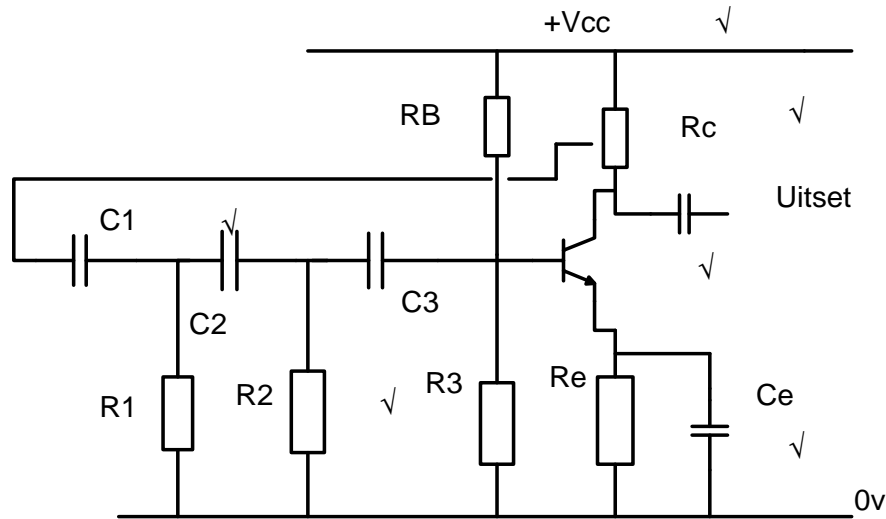 +Vcc √
RB
Rc √
Uitset
C1
√
√
C2
C3
R1
R2
√
R3
Re
Ce
√
0v